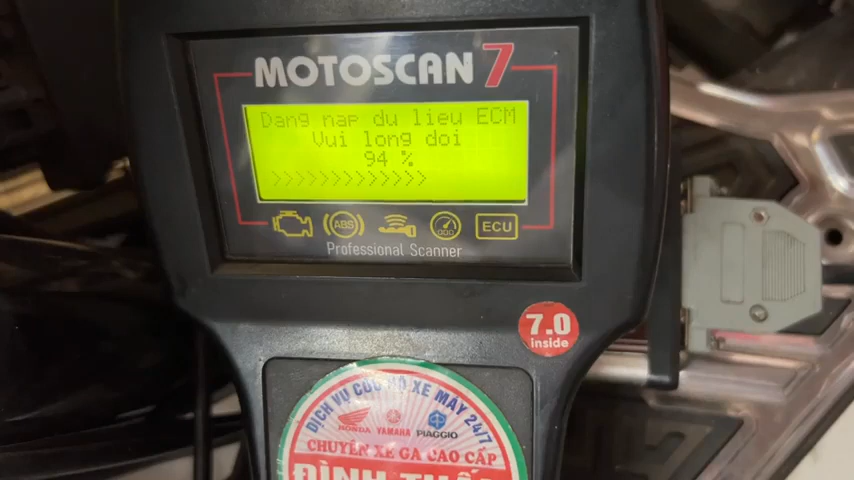 MOTOSCAN 7
Dang nap du lieu ECM
Vui long doi
94 %
>>>>>>>>>>>>>
ABS
ECU
Professional Scanner
7.0
inside
DỊCH VỤ CỨU HỘ XE MÁY 24/7
HONDA YAMAHA PIAGGIO
CHUYÊN XE GA CAO CẤP
ĐÌNH